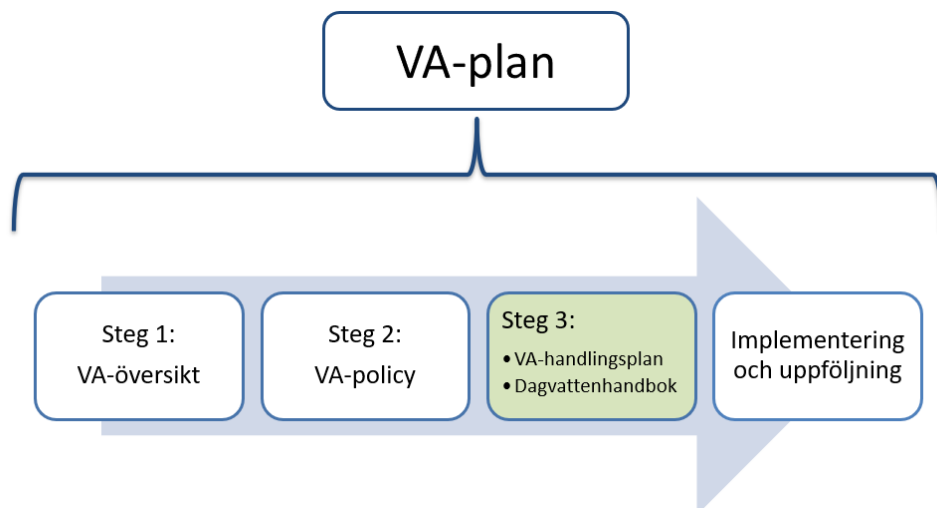 VA-plan
Steg 1:
VA-översikt
Steg 2:
VA-policy
Steg 3:
• VA-handlingsplan
• Dagvattenhandbok
Implementering
och uppföljning